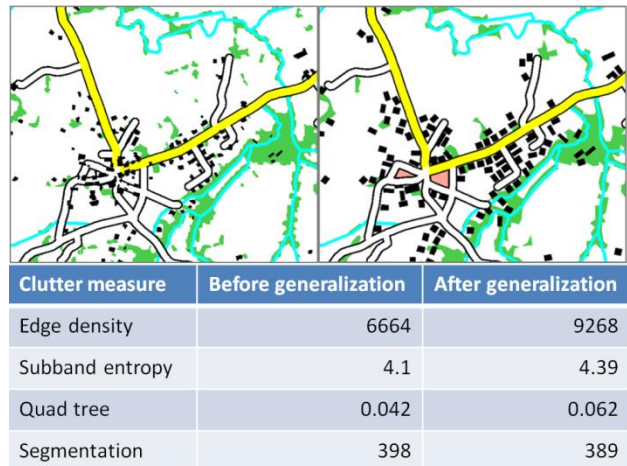 Clutter measure Before generalization After generalization
Edge density 6664 9268
Subband entropy 4.1 4.39
Quad tree 0.042 0.062
Segmentation 398 389